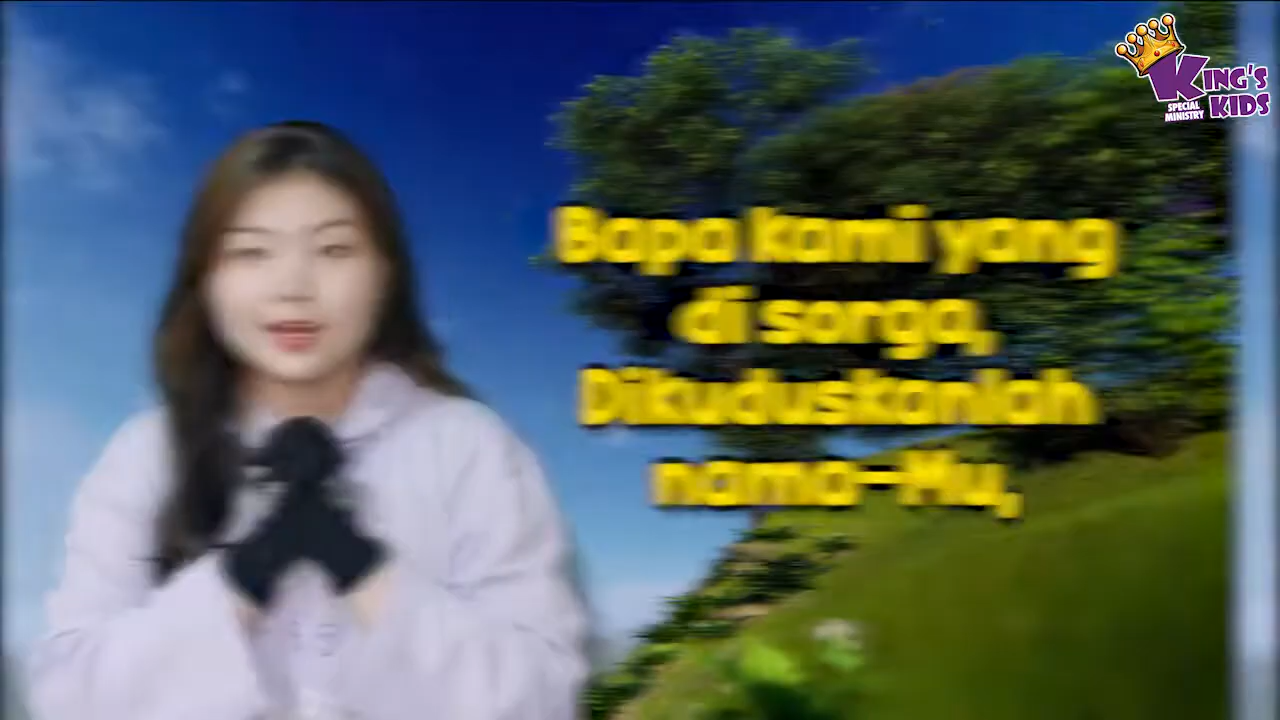 KING'S
KIDS
SPECIAL
MINISTRY
Bapa kami yang
di sorga,
Dikuduskanlah
nama-Mu,